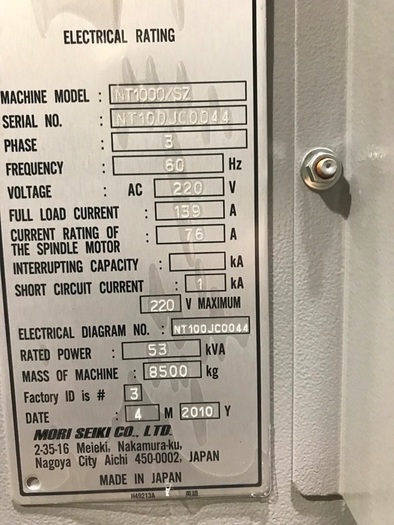 ELECTRICAL RATING
MACHINE MODEL : NT1000/SZ
SERIAL NO. : NT100JC0044
PHASE : 3
FREQUENCY : 60 Hz
VOLTAGE : AC 220 V
FULL LOAD CURRENT : 139 A
CURRENT RATING OF
THE SPINDLE MOTOR : 76 A
INTERRUPTING CAPACITY : kA
SHORT CIRCUIT CURRENT : 1 kA
220 V MAXIMUM
ELECTRICAL DIAGRAM NO. : NT100JC0044
RATED POWER : 53 kVA
MASS OF MACHINE : 8500 kg
Factory ID is # 3
DATE : 4 M 2010 Y
MORI SEIKI CO., LTD.
2-35-16 Meieki, Nakamura-ku,
Nagoya City Aichi 450-0002, JAPAN
MADE IN JAPAN
H49213A 英語